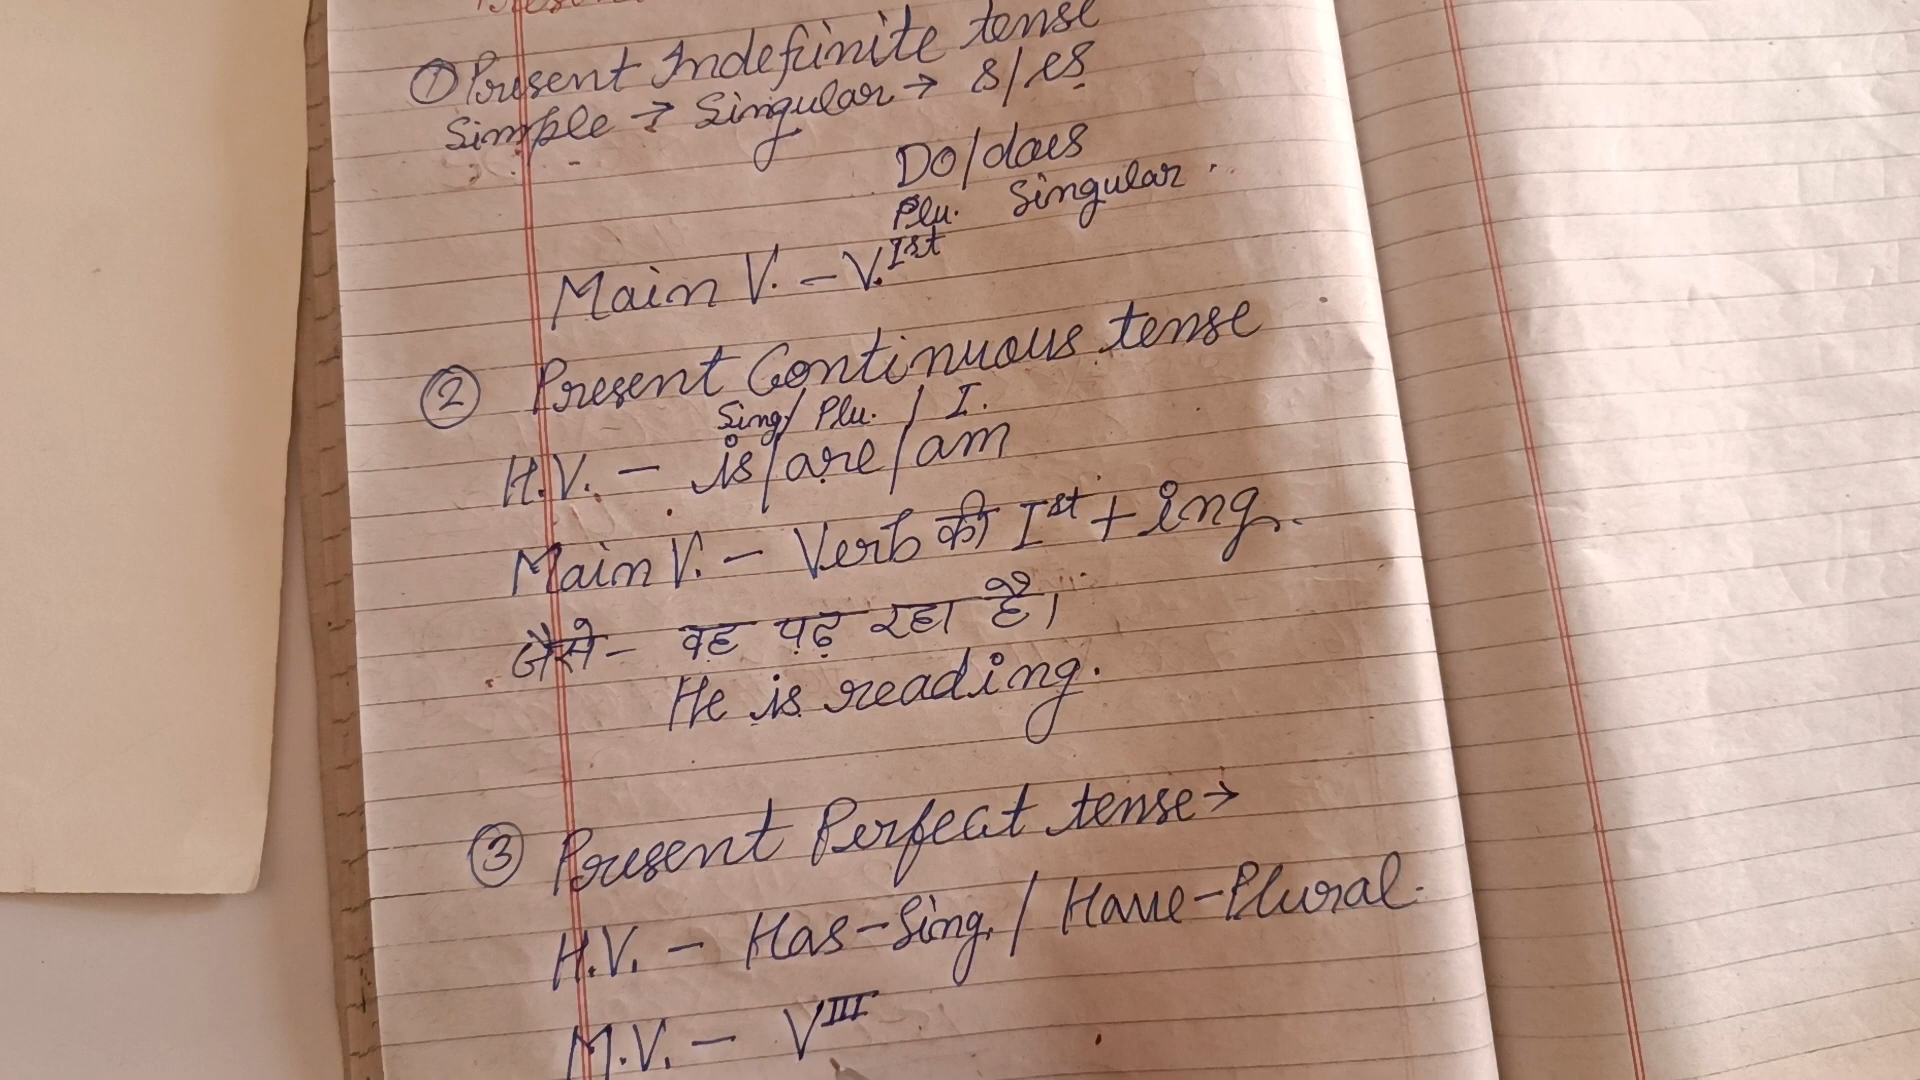 ① Present Indefinite tense
Simple → Singular → s/es
Do/does
Plu. Singular.
Main V. - V.Ist
② Present Continuous tense
Sing/ Plu. / I.
H.V. - is/are/am
Main V. - Verb की Ist + ing.
जैसे- वह पढ़ रहा है।
He is reading.
③ Present Perfect tense →
H.V. - Has-Sing. / Have-Plural.
M.V. - VIII